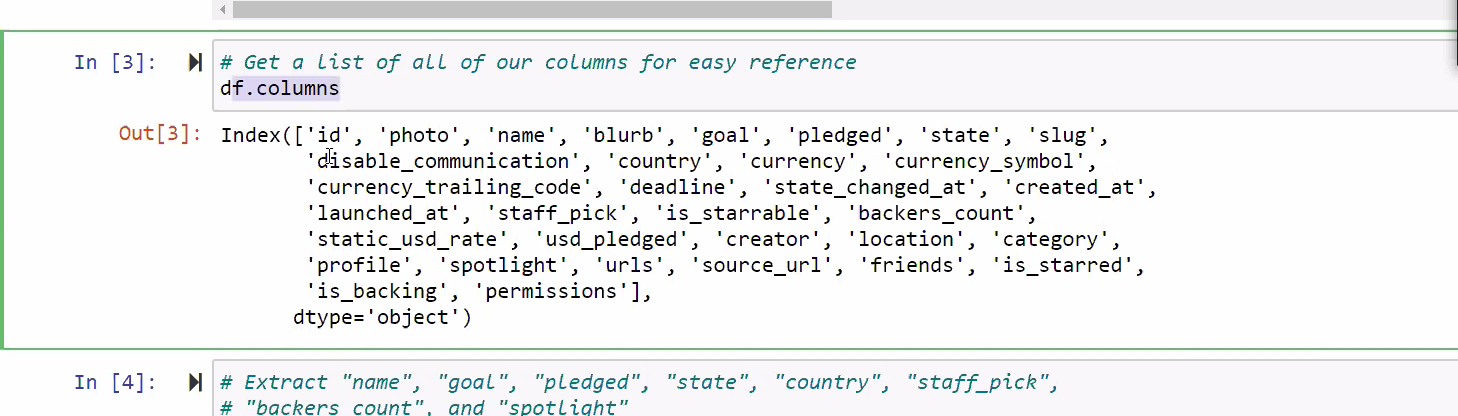 In [3]: # Get a list of all of our columns for easy reference
df.columns
Out[3]: Index(['id', 'photo', 'name', 'blurb', 'goal', 'pledged', 'state', 'slug',
'disable_communication', 'country', 'currency', 'currency_symbol',
'currency_trailing_code', 'deadline', 'state_changed_at', 'created_at',
'launched_at', 'staff_pick', 'is_starrable', 'backers_count',
'static_usd_rate', 'usd_pledged', 'creator', 'location', 'category',
'profile', 'spotlight', 'urls', 'source_url', 'friends', 'is_starred',
'is_backing', 'permissions'],
dtype='object')
In [4]: # Extract "name", "goal", "pledged", "state", "country", "staff_pick",
# "backers_count", and "spotlight"